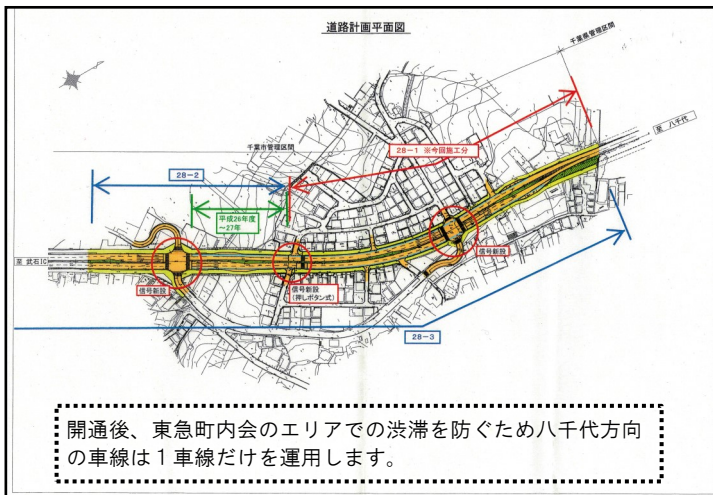 道路計画平面図
千葉県管理区間
至 八千代
千葉市管理区間
28-1 ※今回施工分
28-2
平成26年度
～27年
至 武石IC
信号新設
信号新設
(押しボタン式)
信号新設
28-3
開通後、東急町内会のエリアでの渋滞を防ぐため八千代方向
の車線は１車線だけを運用します。